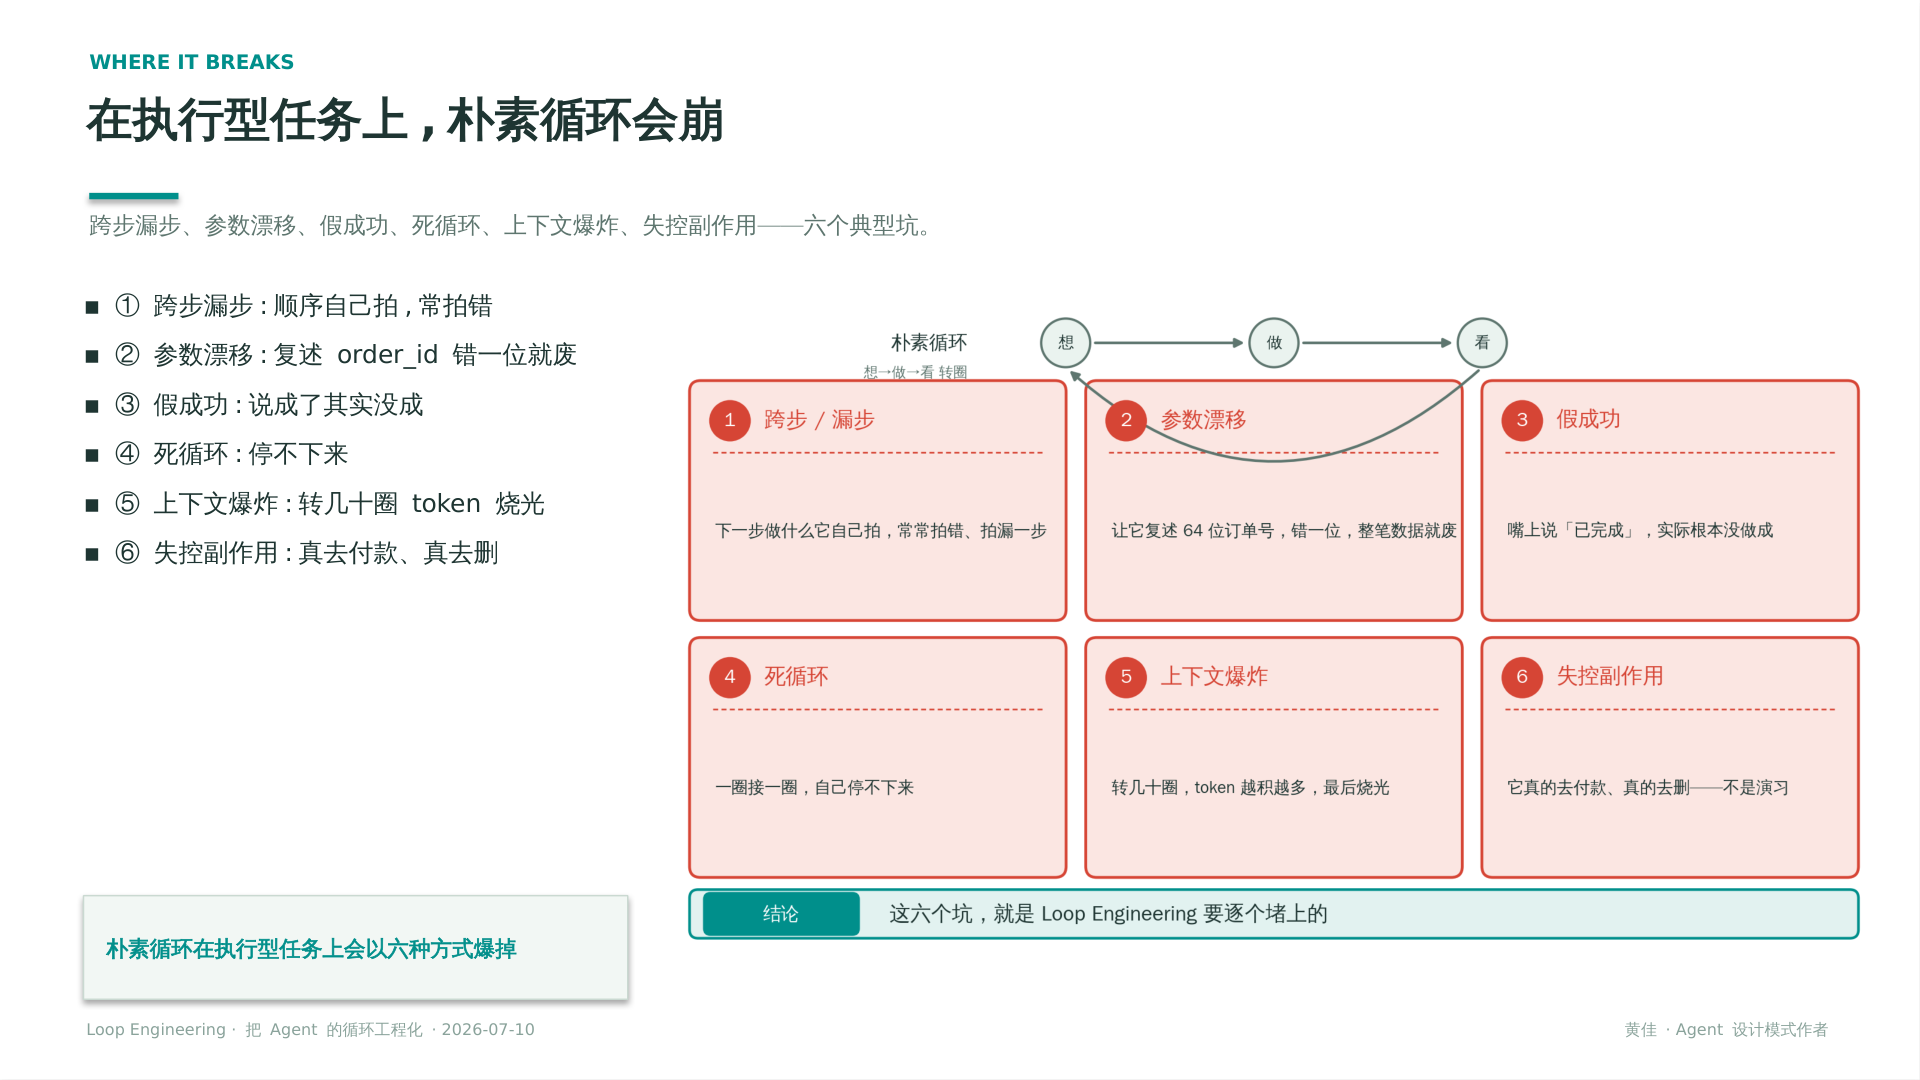 WHERE IT BREAKS
在执行型任务上，朴素循环会崩
跨步漏步、参数漂移、假成功、死循环、上下文爆炸、失控副作用——六个典型坑。
■ ① 跨步漏步：顺序自己拍，常拍错
■ ② 参数漂移：复述 order_id 错一位就废
■ ③ 假成功：说成了其实没成
■ ④ 死循环：停不下来
■ ⑤ 上下文爆炸：转几十圈 token 烧光
■ ⑥ 失控副作用：真去付款、真去删
朴素循环在执行型任务上会以六种方式爆掉
朴素循环
想→做→看 转圈
想
做
看
1 跨步 / 漏步
下一步做什么它自己拍，常常拍错、拍漏一步
2 参数漂移
让它复述 64 位订单号，错一位，整笔数据就废
3 假成功
嘴上说「已完成」，实际根本没做成
4 死循环
一圈接一圈，自己停不下来
5 上下文爆炸
转几十圈，token 越积越多，最后烧光
6 失控副作用
它真的去付款、真的去删——不是演习
结论 这六个坑，就是 Loop Engineering 要逐个堵上的
Loop Engineering · 把 Agent 的循环工程化 · 2026-07-10
黄佳 · Agent 设计模式作者